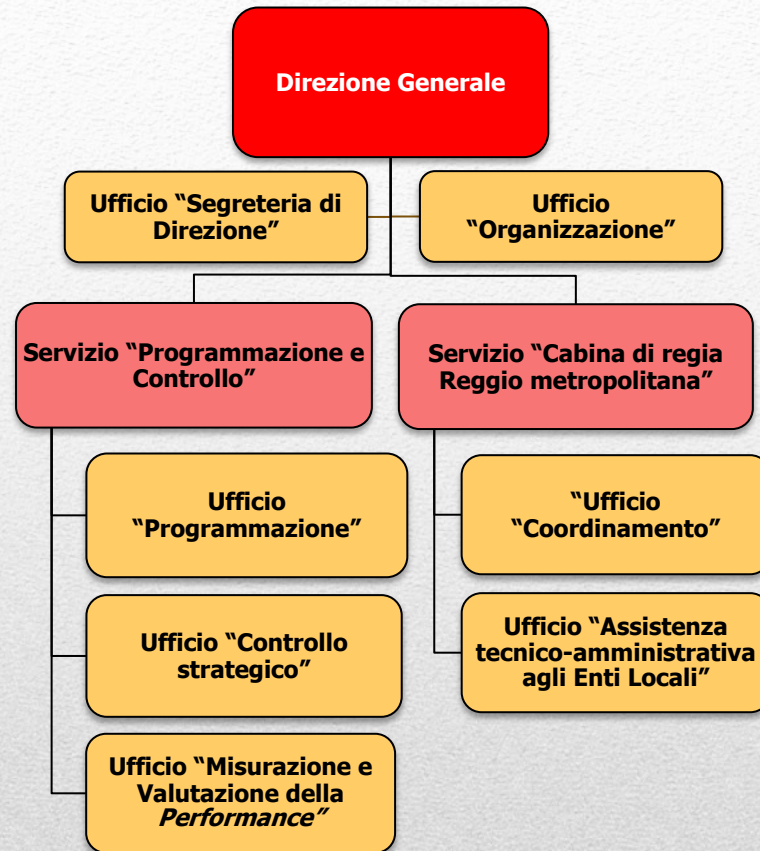 Direzione Generale
Ufficio “Segreteria di
Direzione”
Ufficio
“Organizzazione”
Servizio “Programmazione e
Controllo”
Servizio “Cabina di regia
Reggio metropolitana”
Ufficio
“Programmazione”
Ufficio “Controllo
strategico”
Ufficio “Misurazione e
Valutazione della
Performance”
“Ufficio
“Coordinamento”
Ufficio “Assistenza
tecnico-amministrativa
agli Enti Locali”